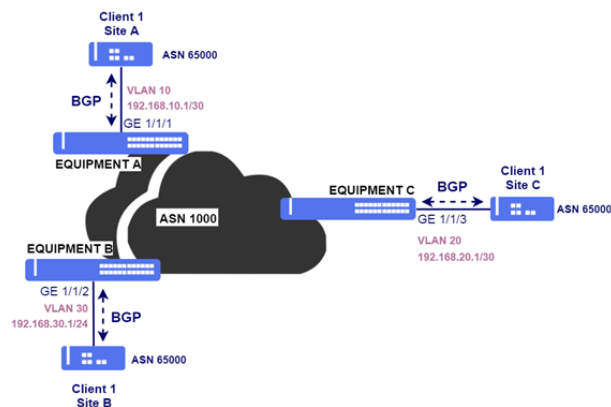 Client 1
Site A
ASN 65000
BGP
VLAN 10
192.168.10.1/30
GE 1/1/1
EQUIPMENT A
ASN 1000
EQUIPMENT C
BGP
Client 1
Site C
GE 1/1/3
ASN 65000
VLAN 20
192.168.20.1/30
EQUIPMENT B
GE 1/1/2
VLAN 30
192.168.30.1/24
BGP
ASN 65000
Client 1
Site B